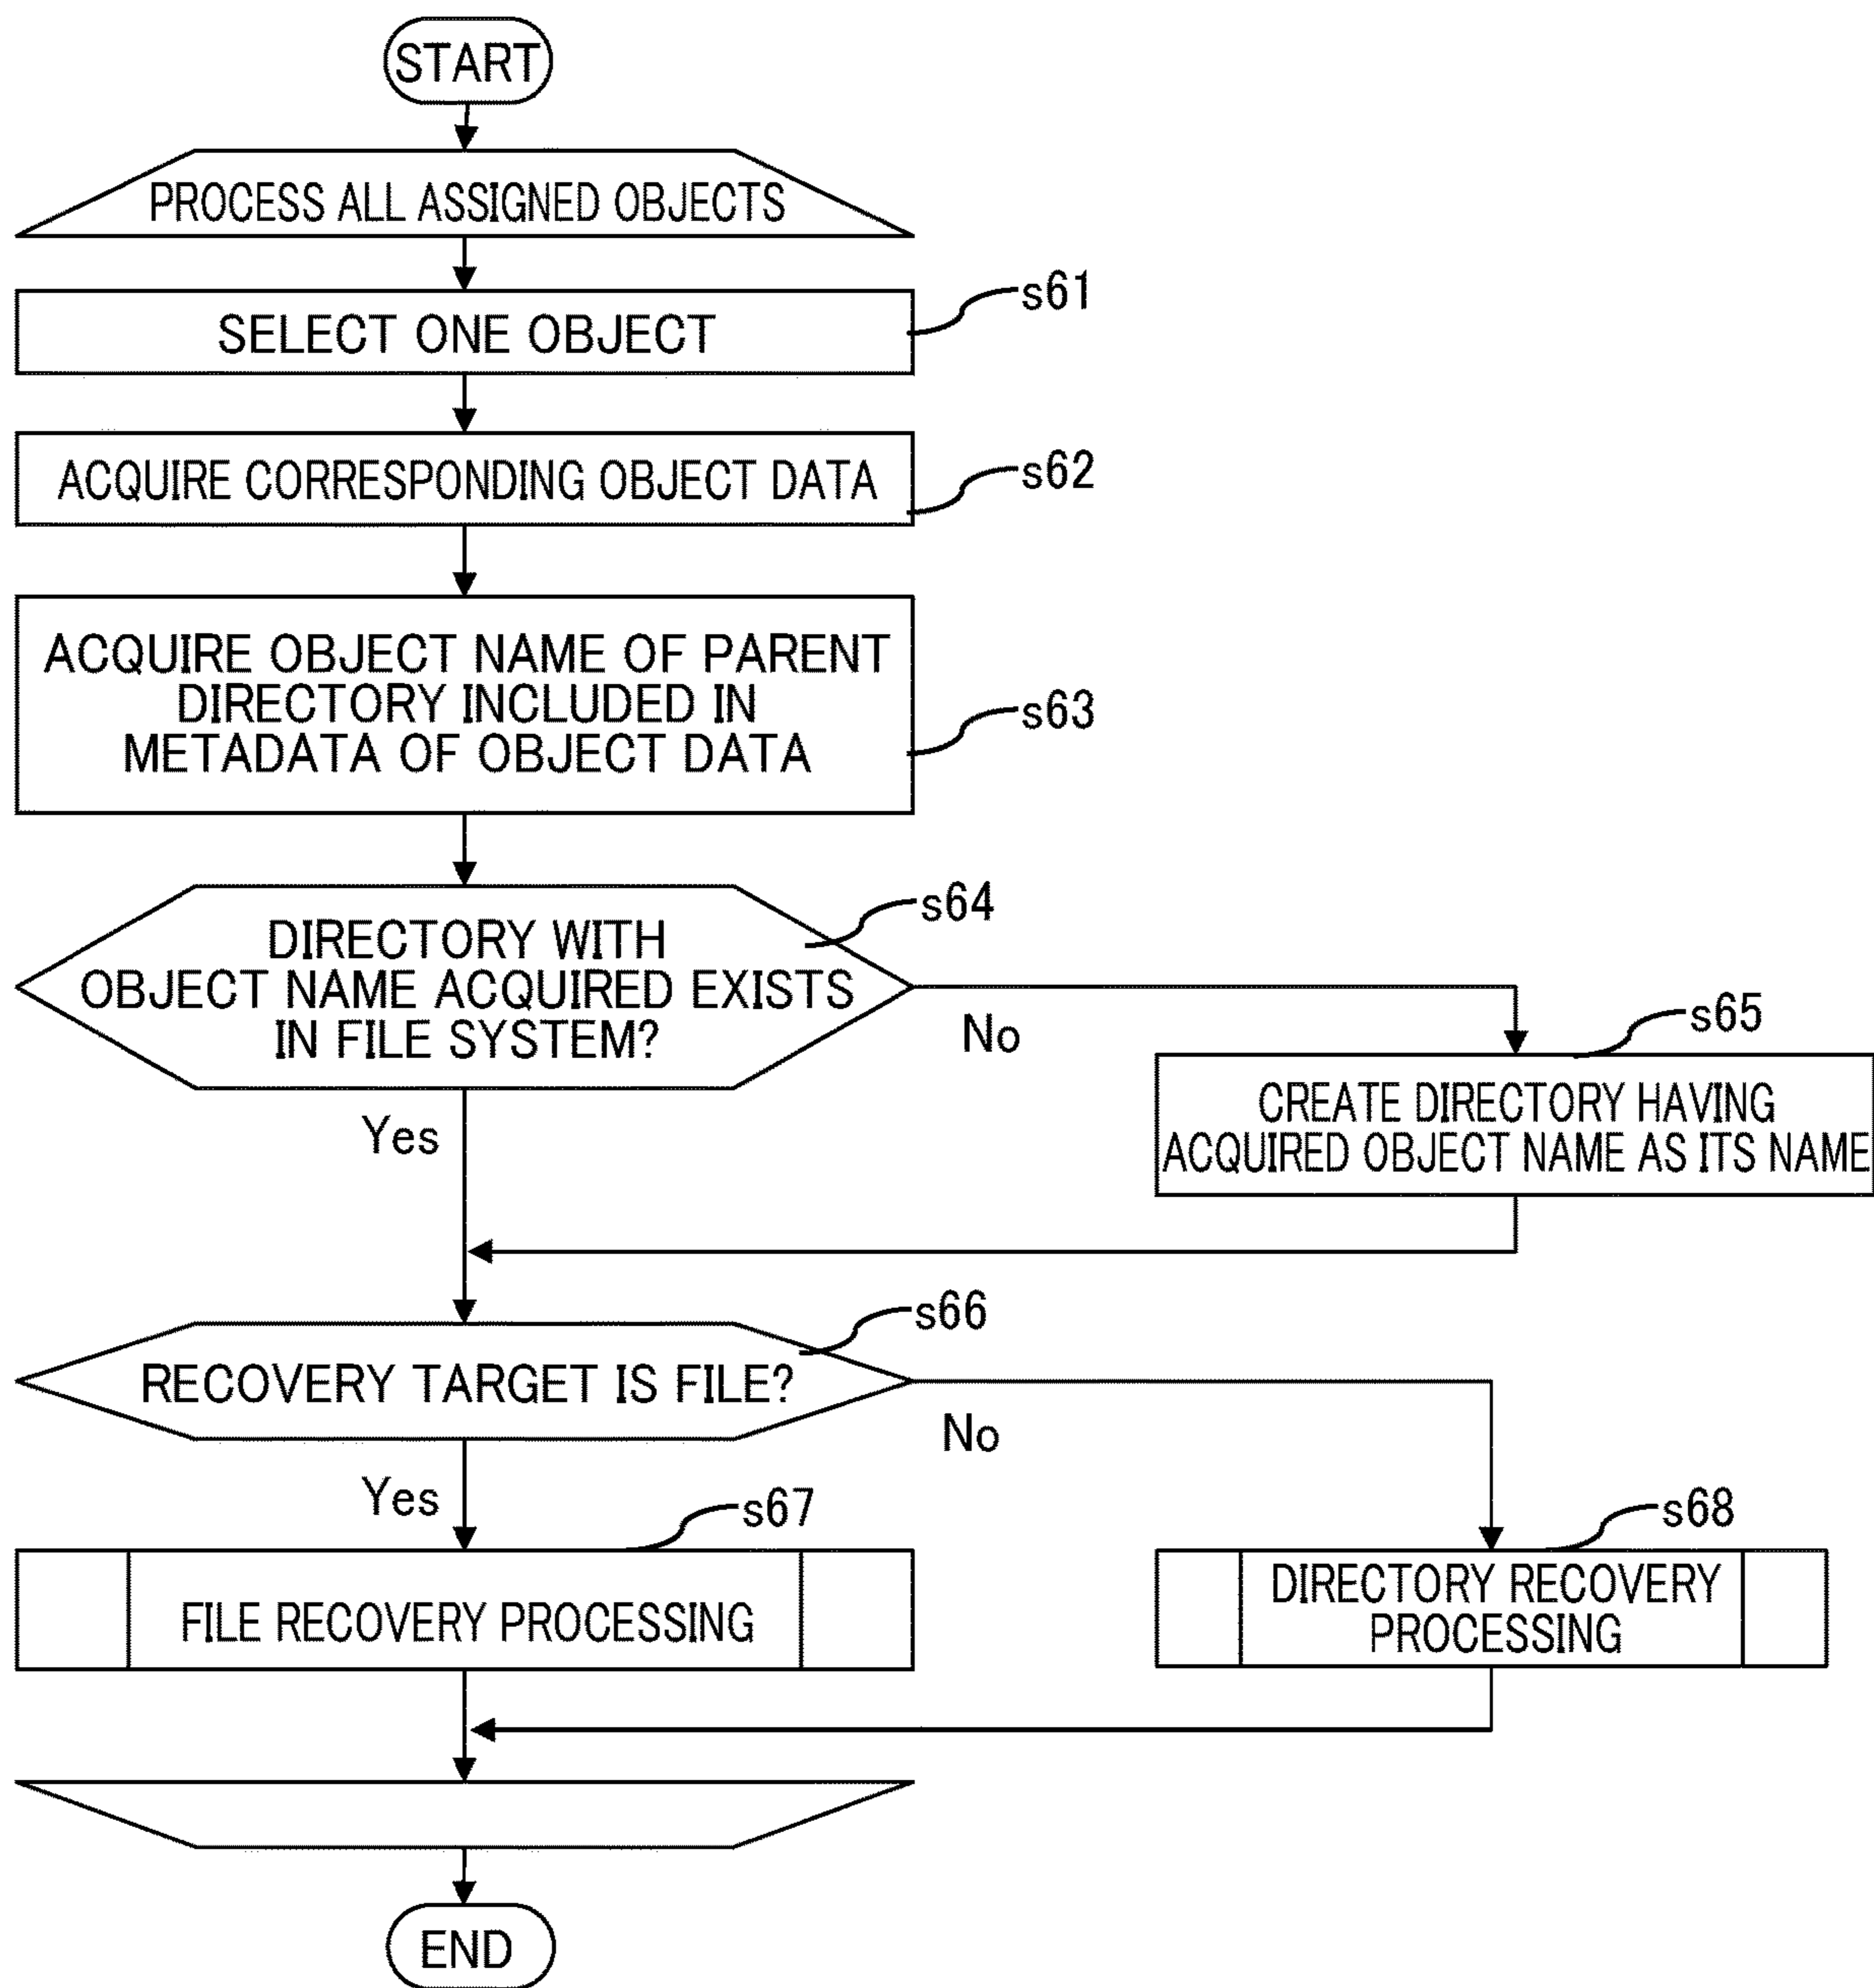 START
PROCESS ALL ASSIGNED OBJECTS
s61
SELECT ONE OBJECT
ACQUIRE CORRESPONDING OBJECT DATA
s62
ACQUIRE OBJECT NAME OF PARENT
DIRECTORY INCLUDED IN
METADATA OF OBJECT DATA
s63
s64
DIRECTORY WITH
OBJECT NAME ACQUIRED EXISTS
IN FILE SYSTEM?
No
Yes
s65
CREATE DIRECTORY HAVING
ACQUIRED OBJECT NAME AS ITS NAME
s66
RECOVERY TARGET IS FILE?
No
Yes
s67
FILE RECOVERY PROCESSING
s68
DIRECTORY RECOVERY
PROCESSING
END